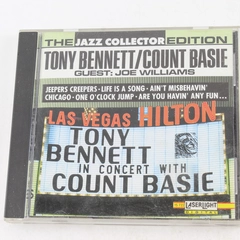 THE JAZZ COLLECTOR EDITION
TONY BENNETT/COUNT BASIE
GUEST: JOE WILLIAMS
JEEPERS CREEPERS · LIFE IS A SONG · AIN'T MISBEHAVIN'
CHICAGO · ONE O'CLOCK JUMP · ARE YOU HAVIN' ANY FUN...
LAS VEGAS HILTON
TONY
BENNETT
IN CONCERT WITH
COUNT BASIE
LASERLIGHT
DIGITAL